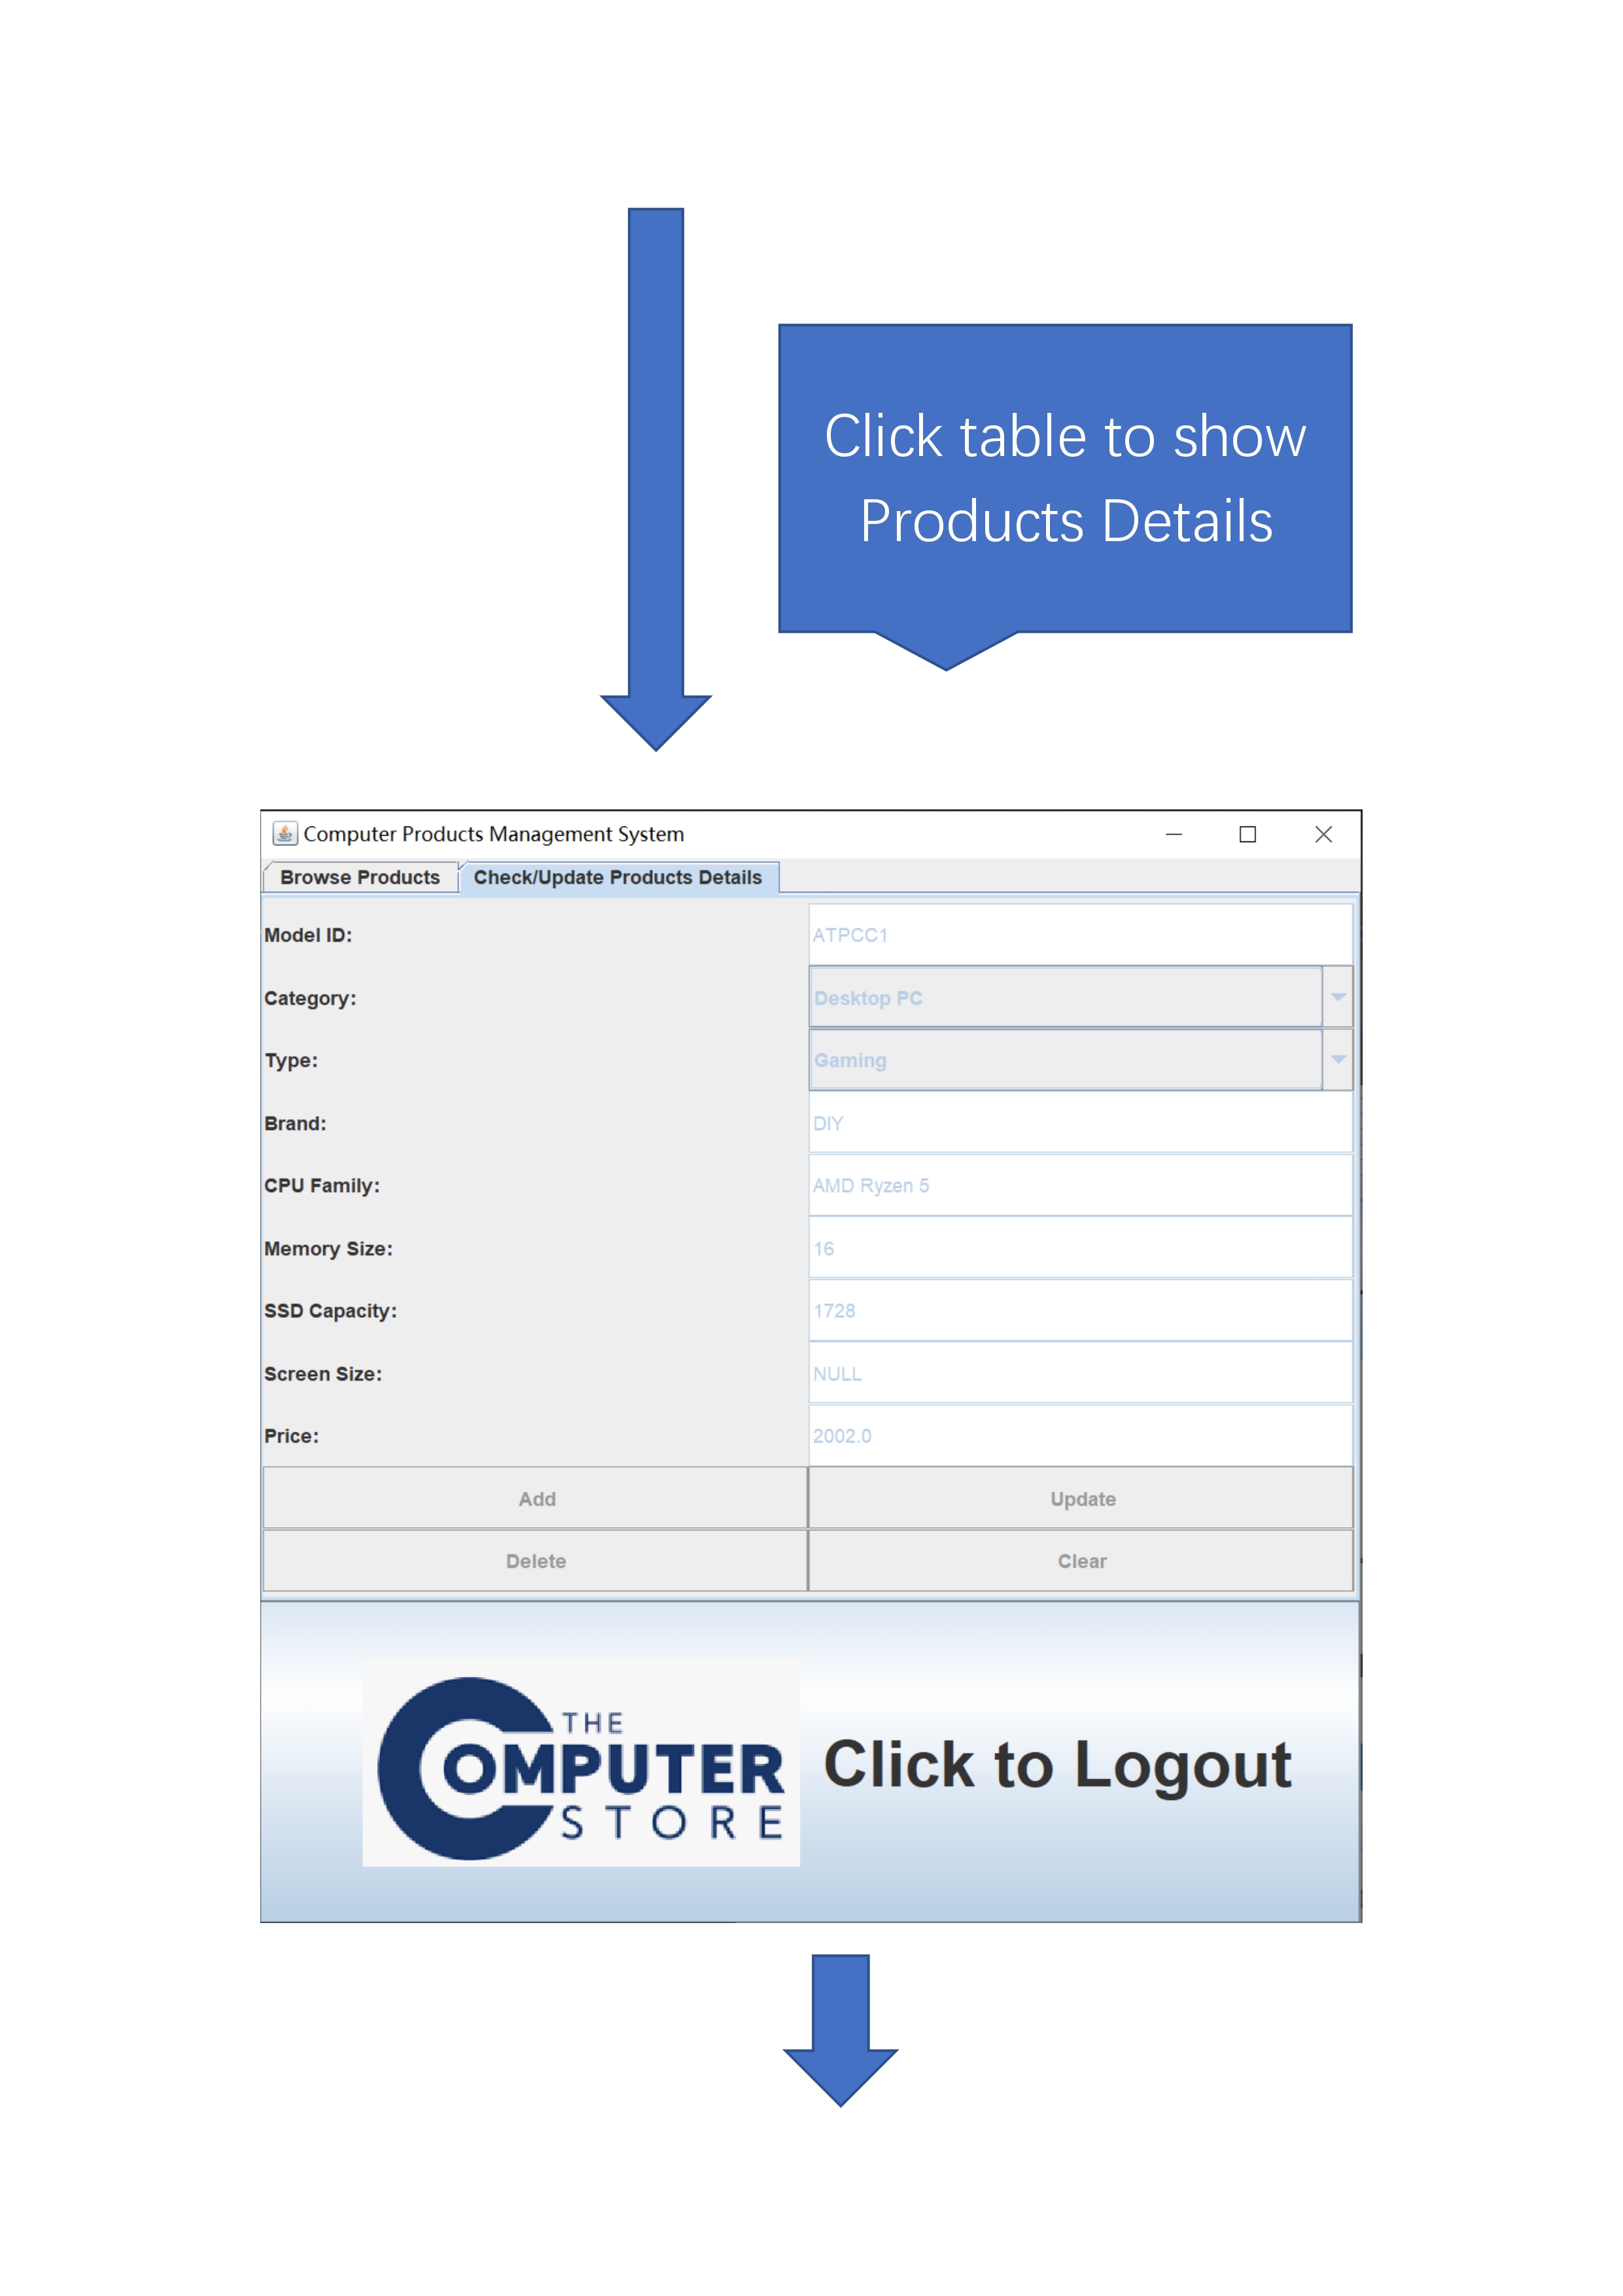 Click table to show
Products Details
Computer Products Management System
Browse Products
Check/Update Products Details
Model ID:
ATPCC1
Category:
Desktop PC
Type:
Gaming
Brand:
DIY
CPU Family:
AMD Ryzen 5
Memory Size:
16
SSD Capacity:
1728
Screen Size:
NULL
Price:
2002.0
Add
Update
Delete
Clear
THE
COMPUTER
STORE
Click to Logout